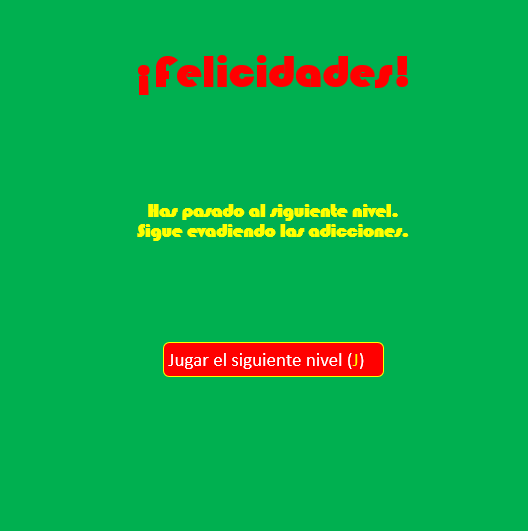 ¡Felicidades!
Has pasado al siguiente nivel.
Sigue evadiendo las adicciones.
Jugar el siguiente nivel (J)